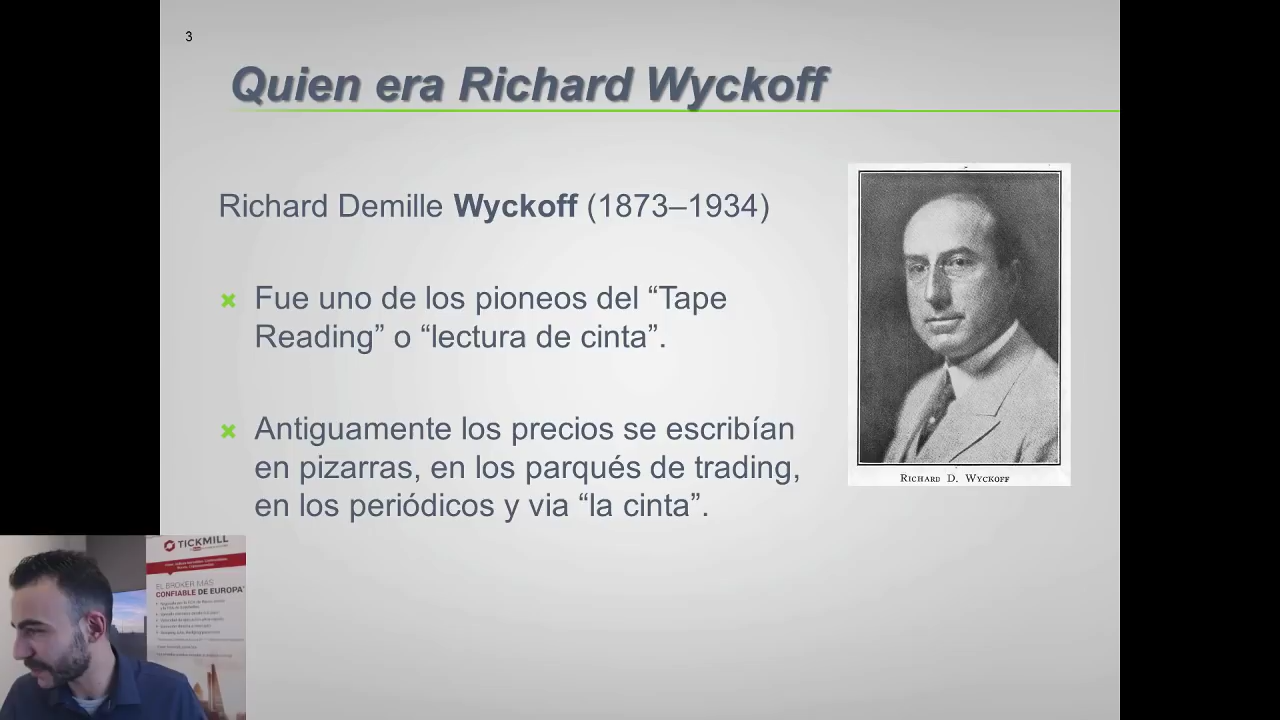 3
Quien era Richard Wyckoff
Richard Demille Wyckoff (1873–1934)
Fue uno de los pioneos del “Tape
Reading” o “lectura de cinta”.
Antiguamente los precios se escribían
en pizarras, en los parqués de trading,
en los periódicos y via “la cinta”.
RICHARD D. WYCKOFF
TICKMILL
EL BROKER MÁS
CONFIABLE DE EUROPA*